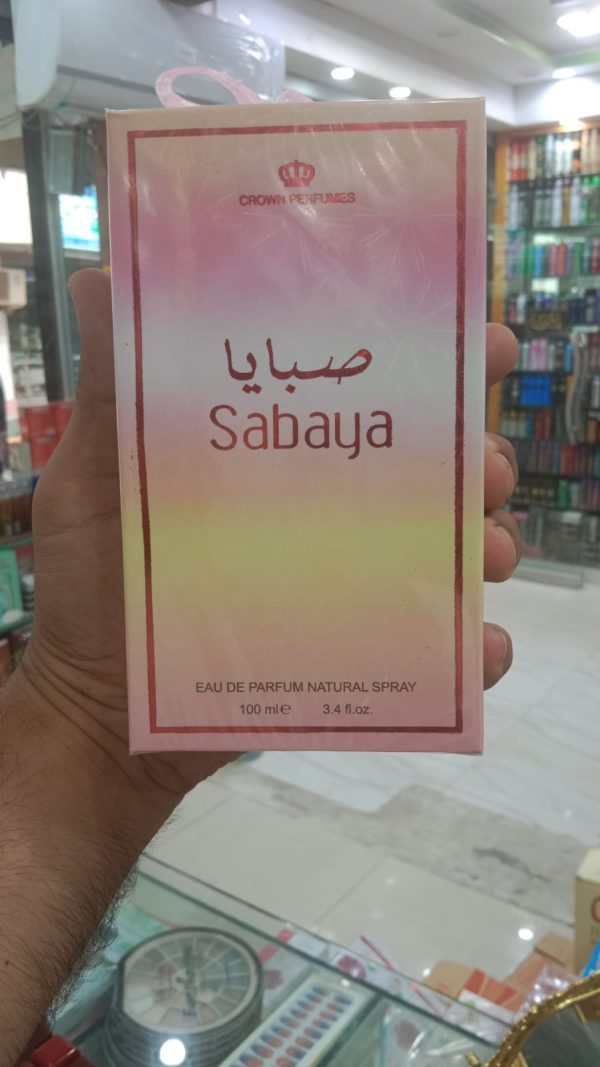 CROWN PERFUMES
صبايا
Sabaya
EAU DE PARFUM NATURAL SPRAY
100 ml℮ 3.4 fl.oz.